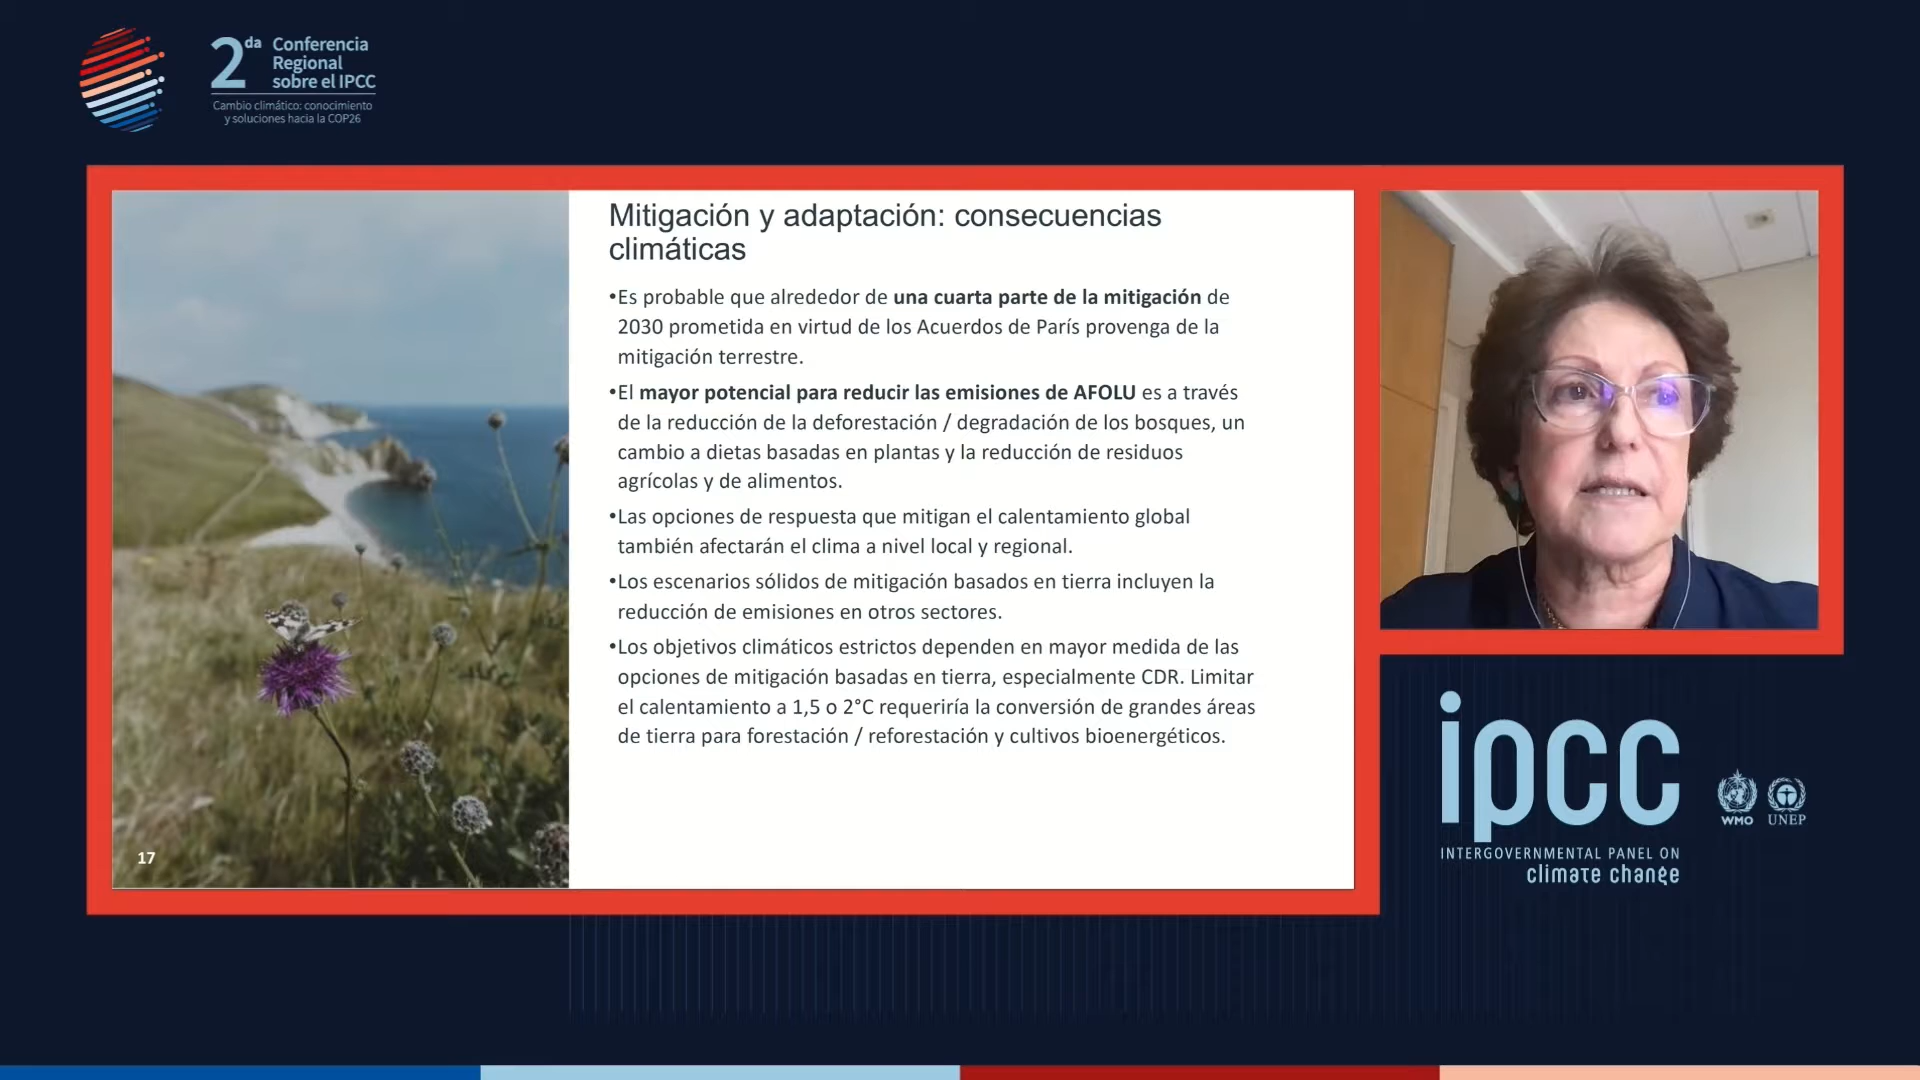 2da Conferencia
Regional
sobre el IPCC
Cambio climático: conocimiento
y soluciones hacia la COP26
Mitigación y adaptación: consecuencias
climáticas
•Es probable que alrededor de una cuarta parte de la mitigación de
2030 prometida en virtud de los Acuerdos de París provenga de la
mitigación terrestre.
•El mayor potencial para reducir las emisiones de AFOLU es a través
de la reducción de la deforestación / degradación de los bosques, un
cambio a dietas basadas en plantas y la reducción de residuos
agrícolas y de alimentos.
•Las opciones de respuesta que mitigan el calentamiento global
también afectarán el clima a nivel local y regional.
•Los escenarios sólidos de mitigación basados en tierra incluyen la
reducción de emisiones en otros sectores.
•Los objetivos climáticos estrictos dependen en mayor medida de las
opciones de mitigación basadas en tierra, especialmente CDR. Limitar
el calentamiento a 1,5 o 2°C requeriría la conversión de grandes áreas
de tierra para forestación / reforestación y cultivos bioenergéticos.
17
ipcc
INTERGOVERNMENTAL PANEL ON
climate change
WMO UNEP